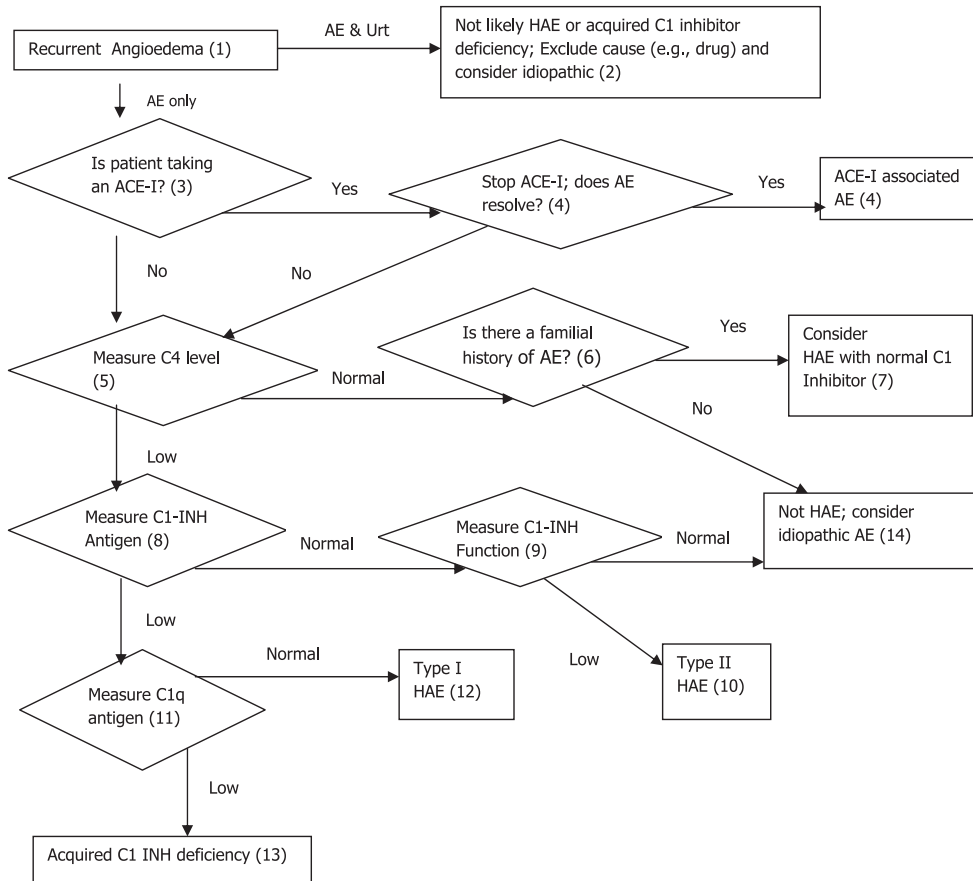 Recurrent Angioedema (1)
AE & Urt
Not likely HAE or acquired C1 inhibitor
deficiency; Exclude cause (e.g., drug) and
consider idiopathic (2)
AE only
Is patient taking
an ACE-I? (3)
Yes
Stop ACE-I; does AE
resolve? (4)
Yes
ACE-I associated
AE (4)
No
No
Measure C4 level
(5)
Normal
Is there a familial
history of AE? (6)
Yes
Consider
HAE with normal C1
Inhibitor (7)
No
Low
Measure C1-INH
Antigen (8)
Normal
Measure C1-INH
Function (9)
Normal
Not HAE; consider
idiopathic AE (14)
Low
Low
Measure C1q
antigen (11)
Normal
Type I
HAE (12)
Type II
HAE (10)
Low
Acquired C1 INH deficiency (13)